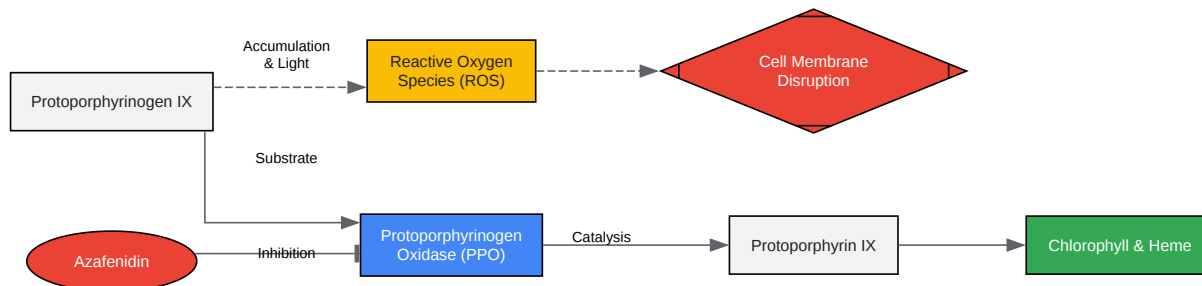 Accumulation
& Light
Reactive Oxygen
Species (ROS)
Cell Membrane
Disruption
Protoporphyrinogen IX
Substrate
Protoporphyrinogen
Oxidase (PPO)
Catalysis
Protoporphyrin IX
Chlorophyll & Heme
Inhibition
Azafenidin